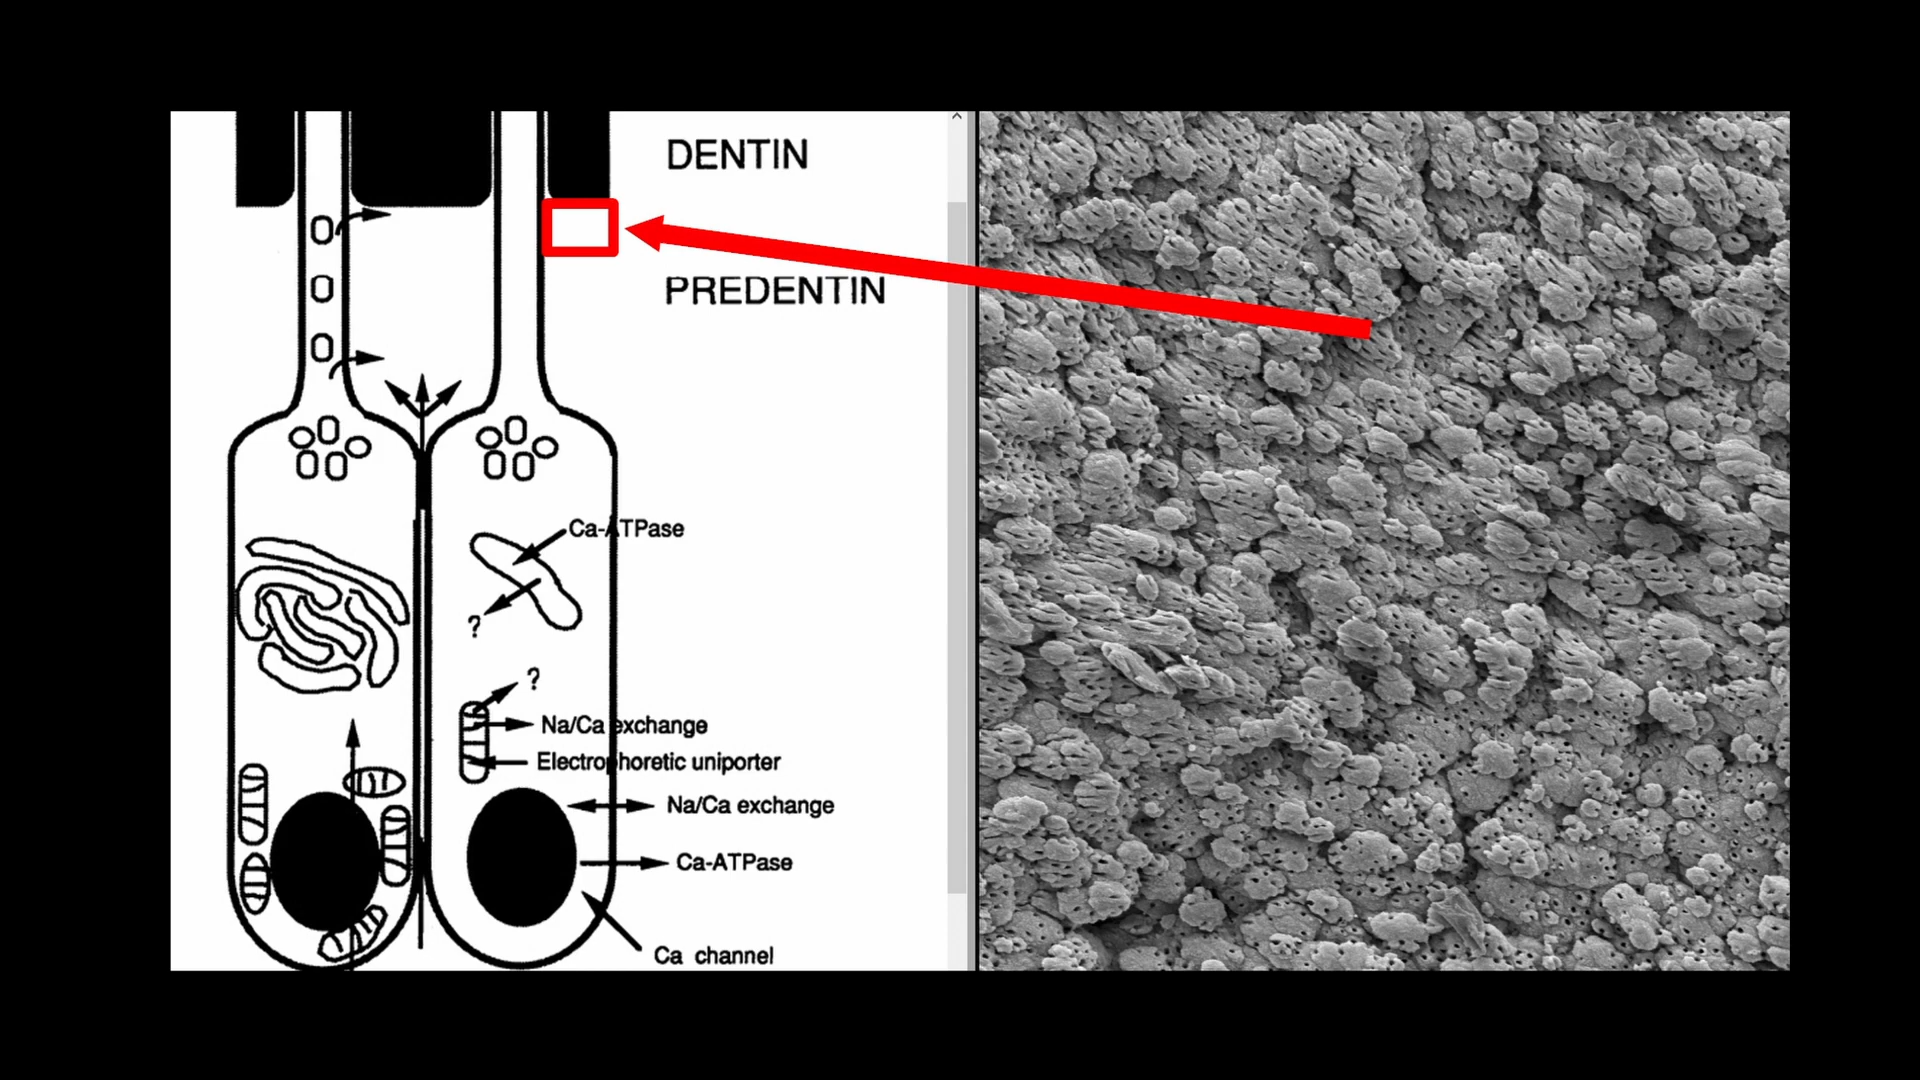 DENTIN
PREDENTIN
Ca-ATPase
?
?
Na/Ca exchange
Electrophoretic uniporter
Na/Ca exchange
Ca-ATPase
Ca channel